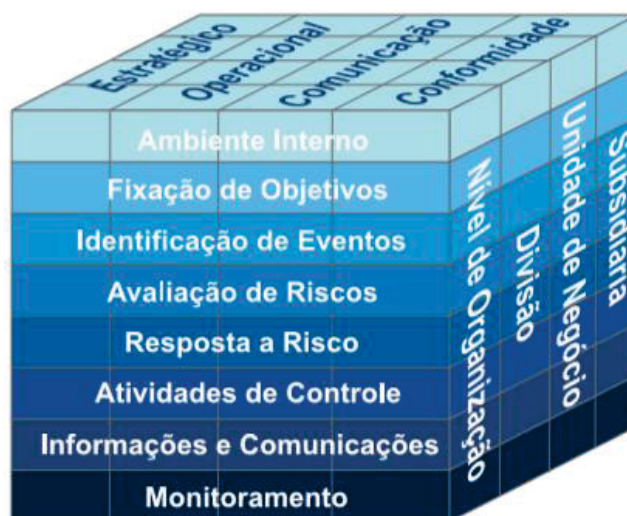 Estratégico
Operacional
Comunicação
Conformidade
Ambiente Interno
Fixação de Objetivos
Identificação de Eventos
Avaliação de Riscos
Resposta a Risco
Atividades de Controle
Informações e Comunicações
Monitoramento
Nível de Organização
Divisão
Unidade de Negócio
Subsidiaria